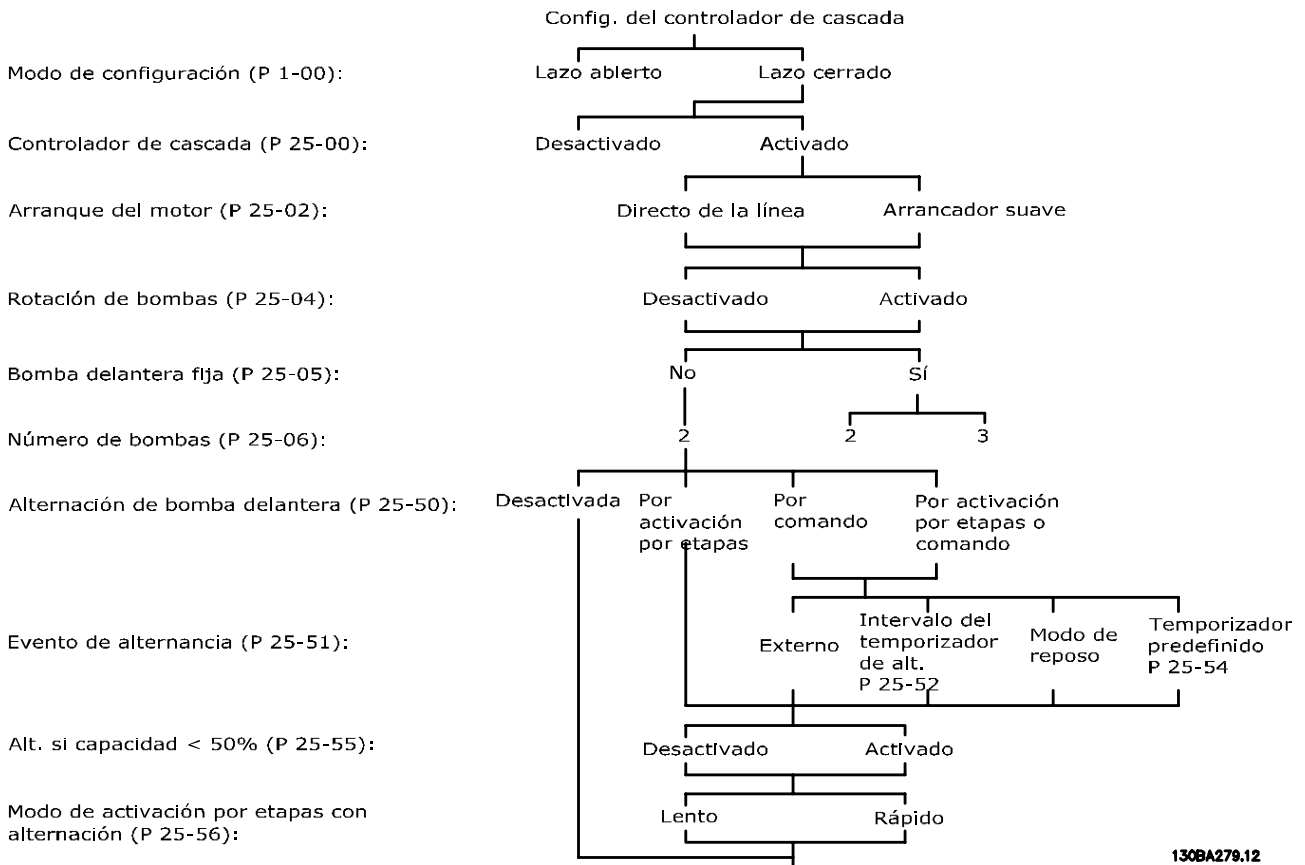 Config. del controlador de cascada
Modo de configuración (P 1-00):
Lazo abierto
Lazo cerrado
Controlador de cascada (P 25-00):
Desactivado
Activado
Arranque del motor (P 25-02):
Directo de la línea
Arrancador suave
Rotación de bombas (P 25-04):
Desactivado
Activado
Bomba delantera fija (P 25-05):
No
Sí
Número de bombas (P 25-06):
2
2
3
Alternación de bomba delantera (P 25-50):
Desactivada
Por
activación
por etapas
Por
comando
Por activación
por etapas o
comando
Evento de alternancia (P 25-51):
Externo
Intervalo del
temporizador
de alt.
P 25-52
Modo de
reposo
Temporizador
predefinido
P 25-54
Alt. si capacidad < 50% (P 25-55):
Desactivado
Activado
Modo de activación por etapas con
alternación (P 25-56):
Lento
Rápido
130BA279.12